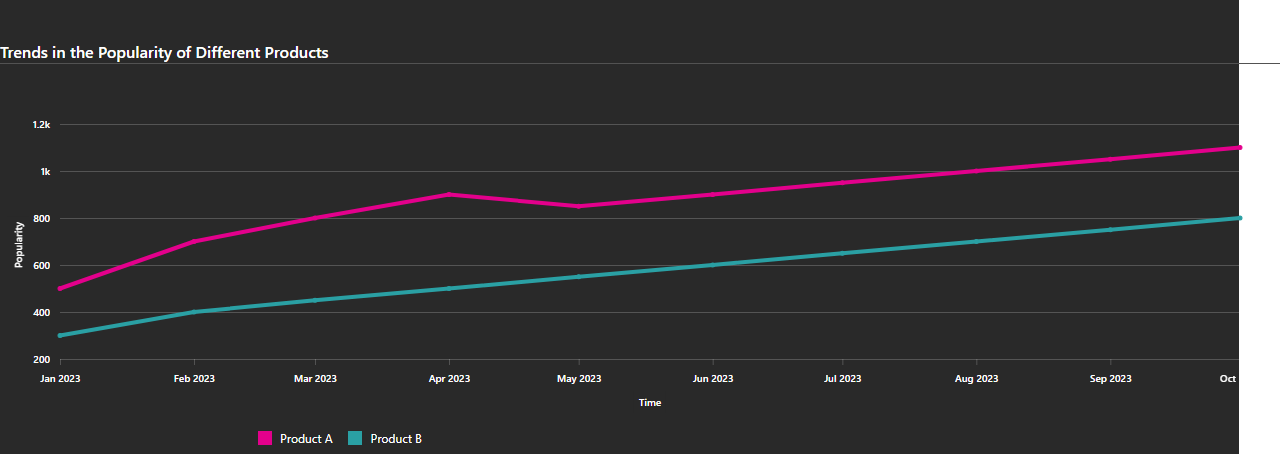 Trends in the Popularity of Different Products
1.2k
1k
800
600
400
200
Popularity
Jan 2023 Feb 2023 Mar 2023 Apr 2023 May 2023 Jun 2023 Jul 2023 Aug 2023 Sep 2023 Oct
Time
Product A Product B